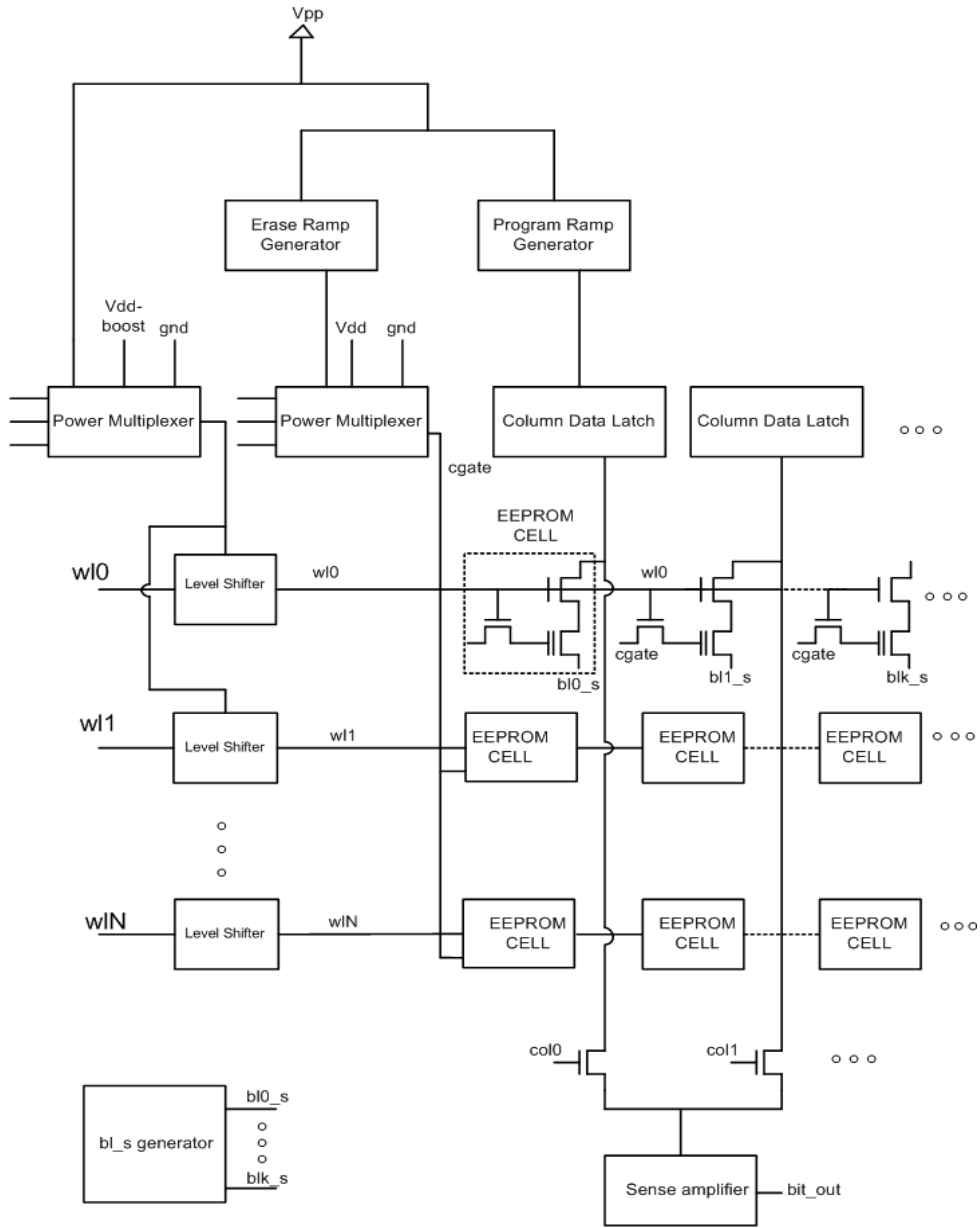 Vpp
Erase Ramp
Generator
Program Ramp
Generator
Vdd-
boost
gnd
Vdd
gnd
Power Multiplexer
Power Multiplexer
Column Data Latch
Column Data Latch
cgate
EEPROM
CELL
wl0
Level Shifter
wl0
wl0
cgate
cgate
bl0_s
bl1_s
blk_s
wl1
Level Shifter
wl1
EEPROM
CELL
EEPROM
CELL
EEPROM
CELL
wlN
Level Shifter
wlN
EEPROM
CELL
EEPROM
CELL
EEPROM
CELL
col0
col1
bl_s generator
bl0_s
blk_s
Sense amplifier
bit_out